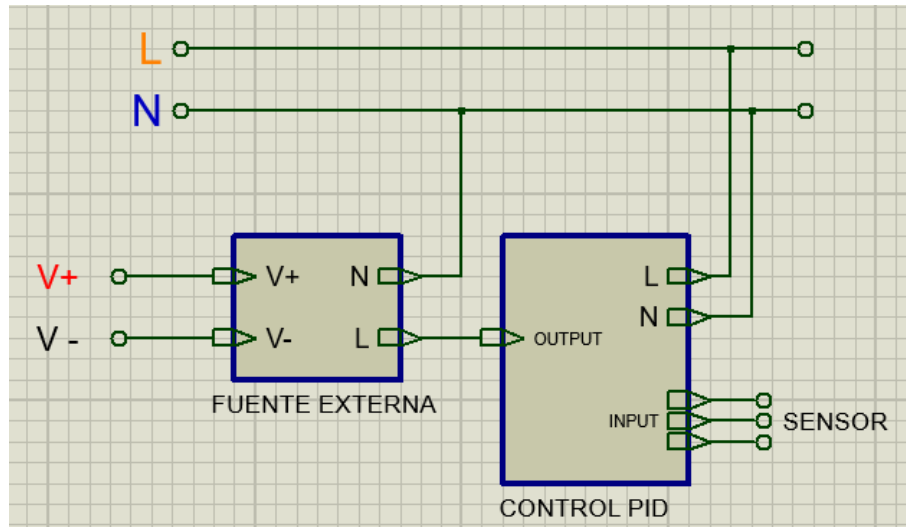 L
N
V+
V -
V+ N
V- L
FUENTE EXTERNA
L
N
OUTPUT
INPUT
SENSOR
CONTROL PID